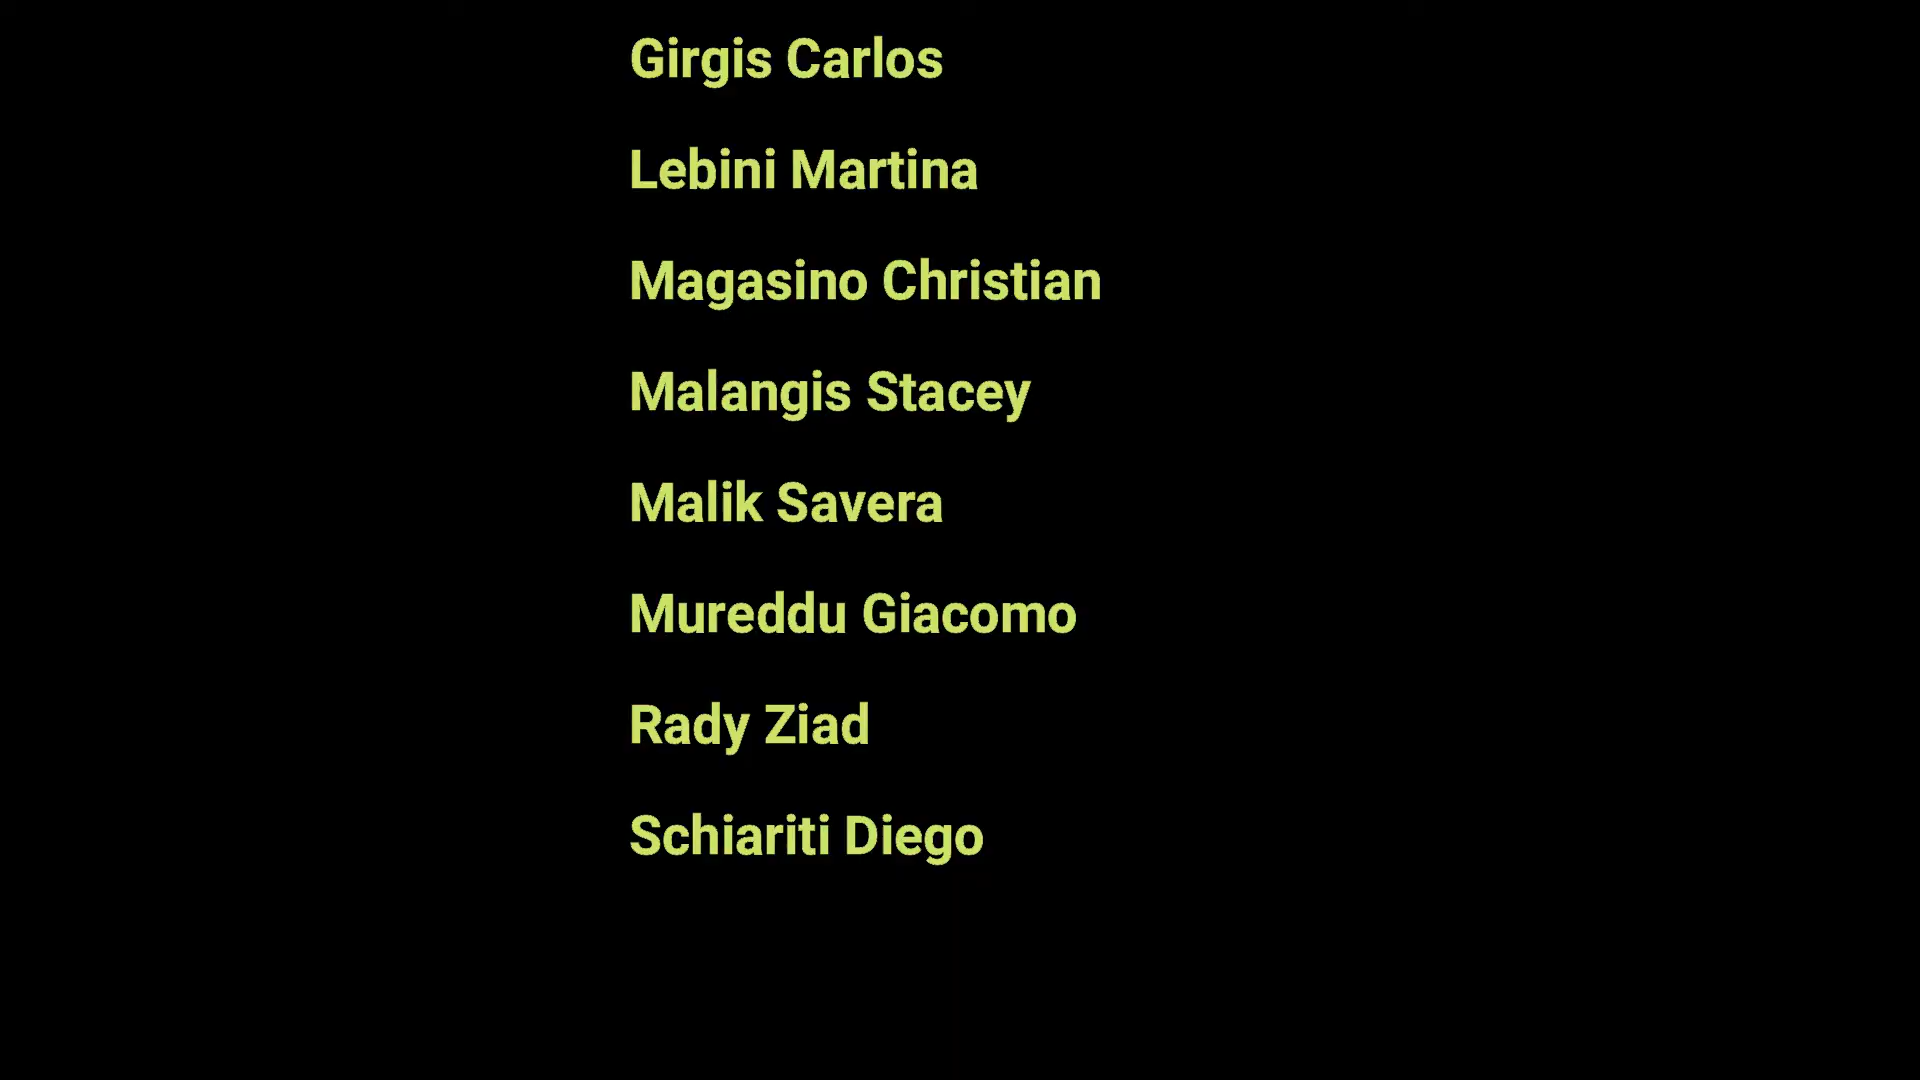 Girgis Carlos
Lebini Martina
Magasino Christian
Malangis Stacey
Malik Savera
Mureddu Giacomo
Rady Ziad
Schiariti Diego